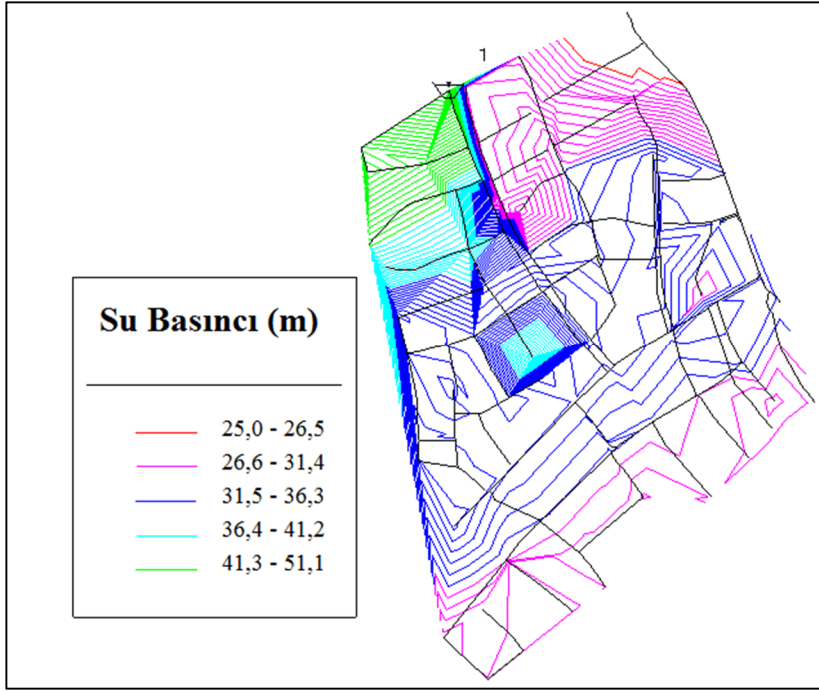 1
Su Basıncı (m)
25,0 - 26,5
26,6 - 31,4
31,5 - 36,3
36,4 - 41,2
41,3 - 51,1